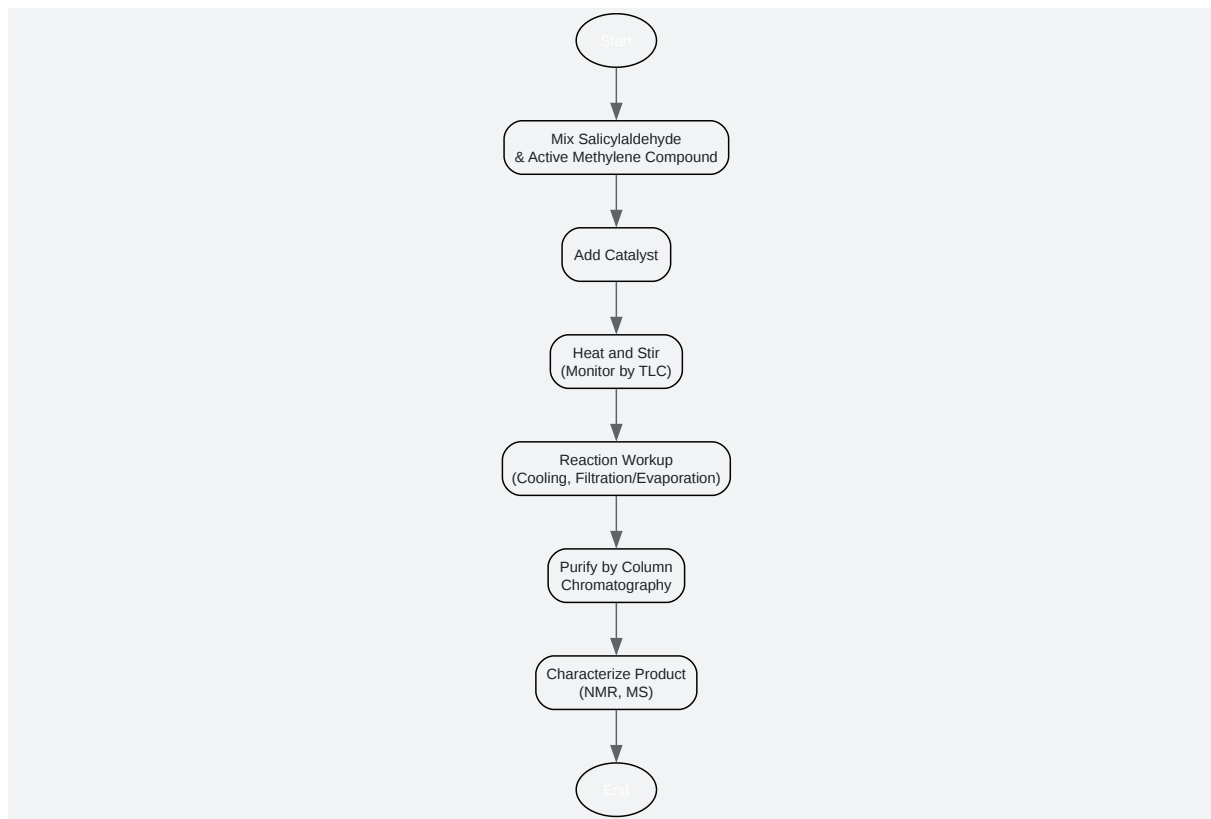 Start
Mix Salicylaldehyde
& Active Methylene Compound
Add Catalyst
Heat and Stir
(Monitor by TLC)
Reaction Workup
(Cooling, Filtration/Evaporation)
Purify by Column
Chromatography
Characterize Product
(NMR, MS)
End